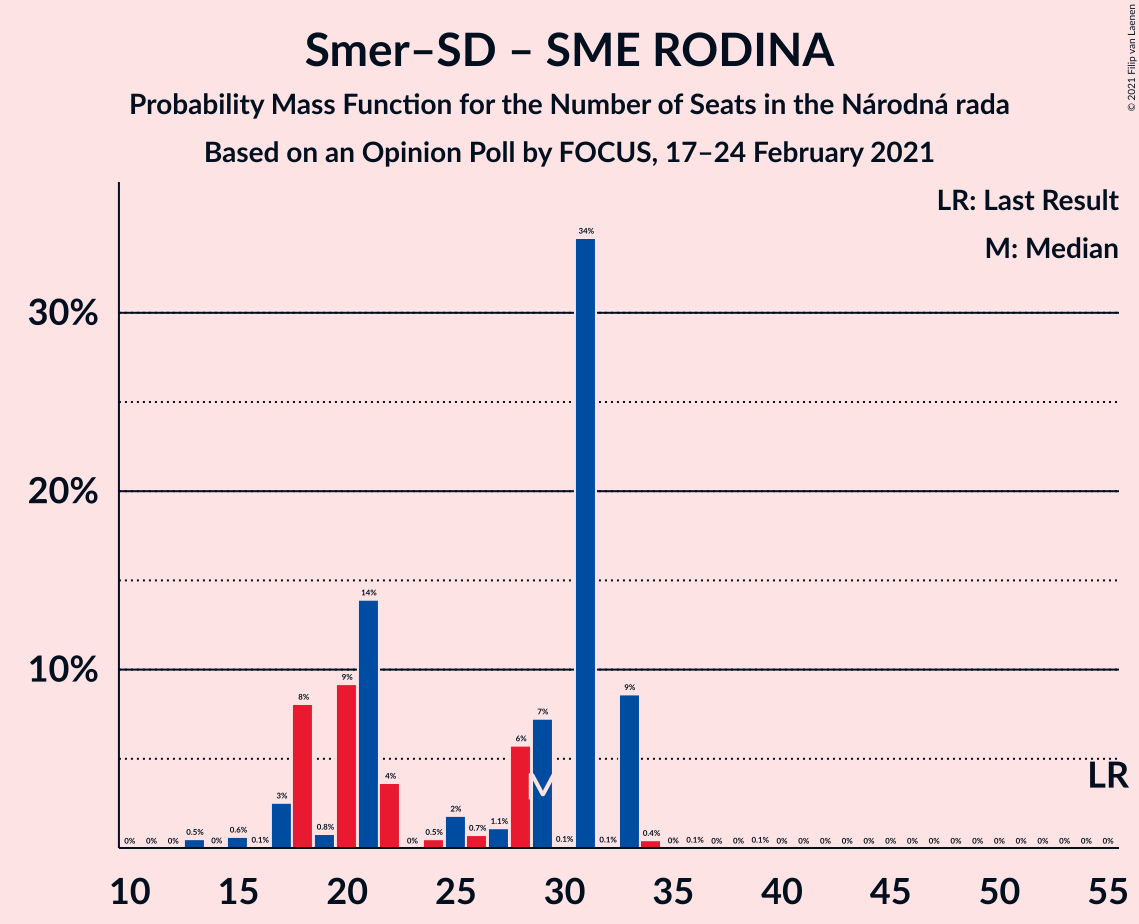 Smer–SD – SME RODINA
Probability Mass Function for the Number of Seats in the Národná rada
Based on an Opinion Poll by FOCUS, 17–24 February 2021
© 2021 Filip van Laenen
LR: Last Result
M: Median
30%
20%
10%
0% 0% 0% 0.5% 0% 0.6% 0.1% 3% 8% 0.8% 9% 14% 4% 0% 0.5% 2% 0.7% 1.1% 6% 7% 0.1% 34% 0.1% 9% 0.4% 0% 0.1% 0% 0% 0.1% 0% 0% 0% 0% 0% 0% 0% 0% 0% 0% 0% 0% 0% 0% 0% 0%
M
LR
10 15 20 25 30 35 40 45 50 55